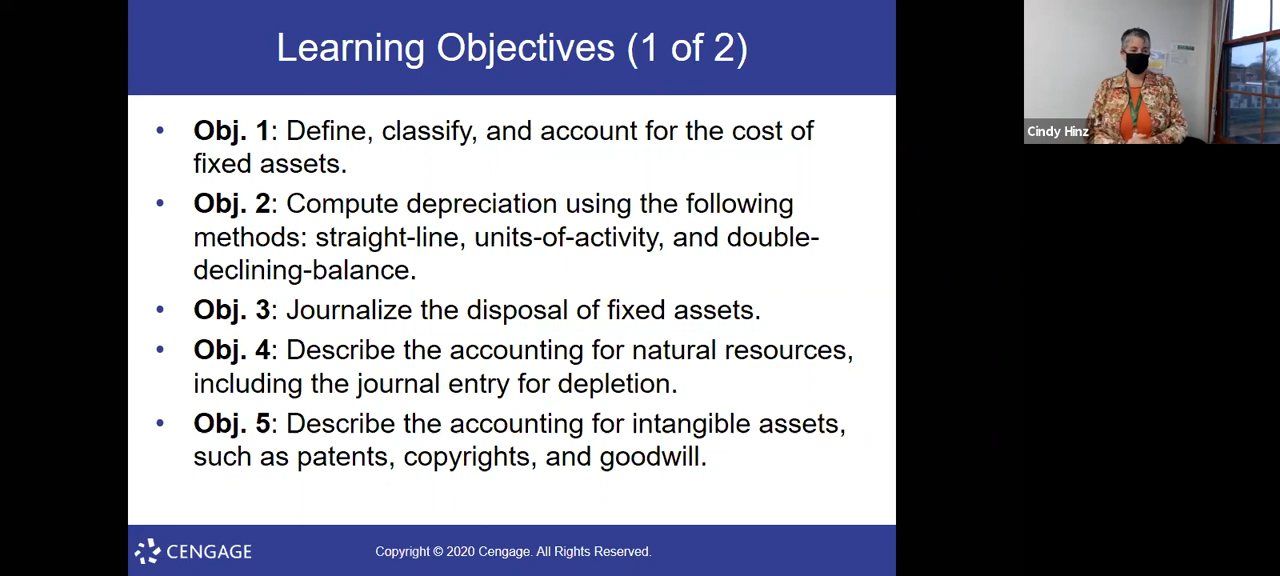 Learning Objectives (1 of 2)
• Obj. 1: Define, classify, and account for the cost of
fixed assets.
• Obj. 2: Compute depreciation using the following
methods: straight-line, units-of-activity, and double-
declining-balance.
• Obj. 3: Journalize the disposal of fixed assets.
• Obj. 4: Describe the accounting for natural resources,
including the journal entry for depletion.
• Obj. 5: Describe the accounting for intangible assets,
such as patents, copyrights, and goodwill.
CENGAGE
Copyright © 2020 Cengage. All Rights Reserved.
Cindy Hinz